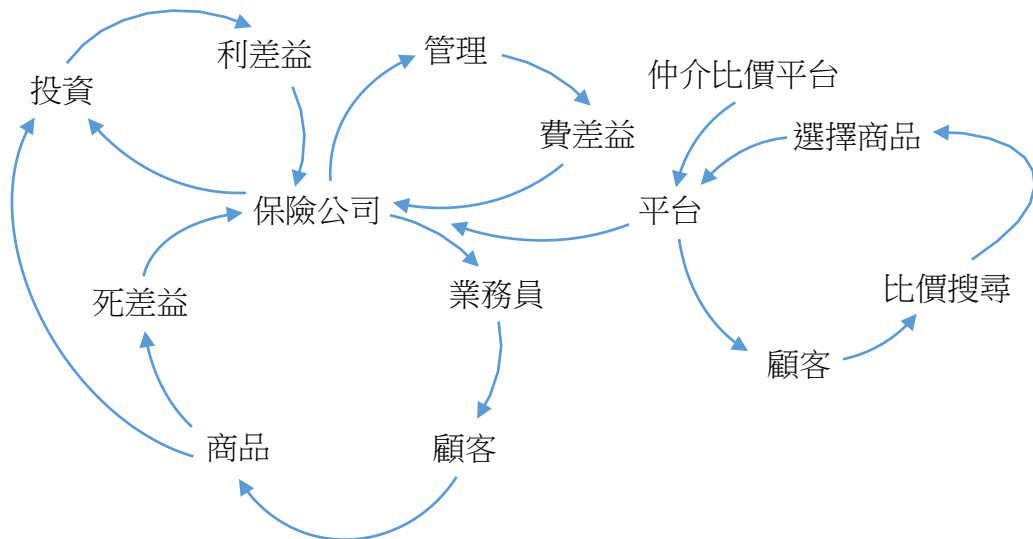 管理
利差益
仲介比價平台
投資
費差益
選擇商品
保險公司
平台
死差益
業務員
比價搜尋
顧客
商品
顧客